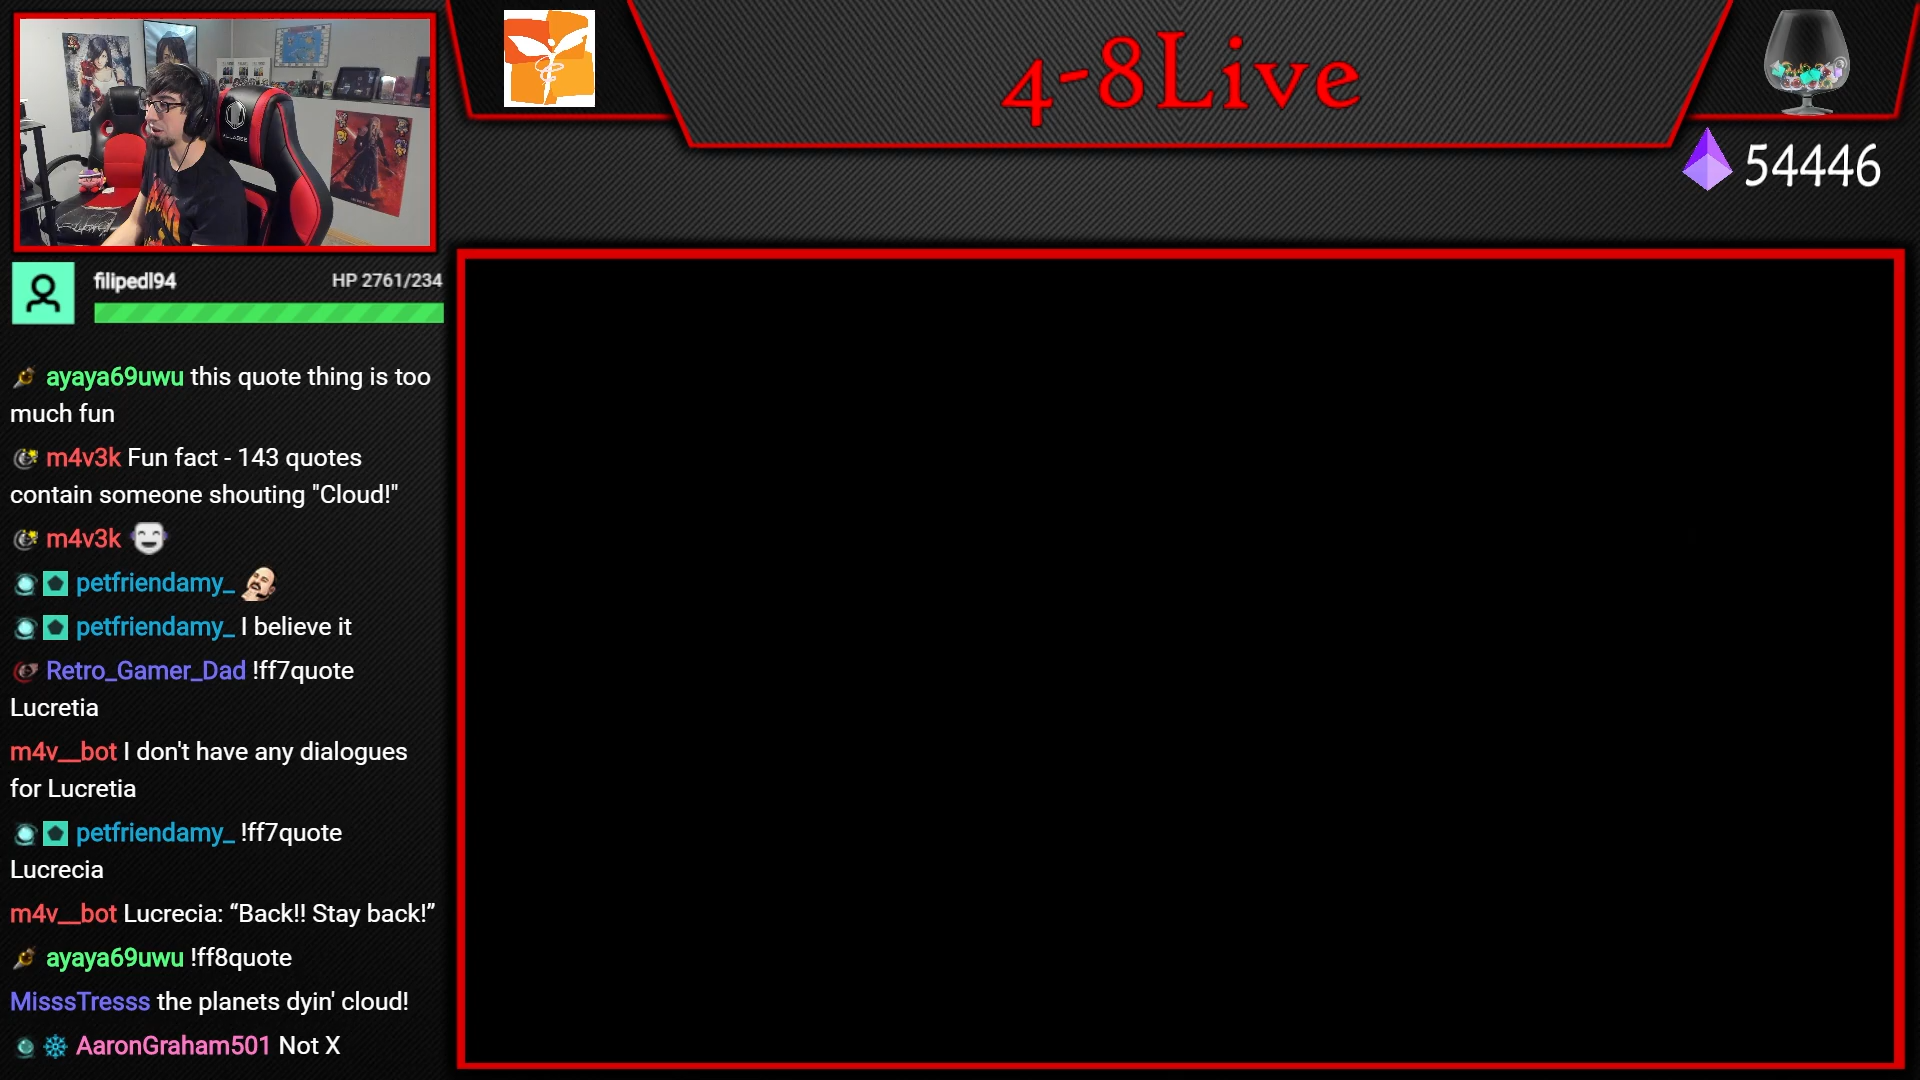 4-8Live
54446
filipedl94 HP 2761/234
ayaya69uwu this quote thing is too
much fun
m4v3k Fun fact - 143 quotes
contain someone shouting "Cloud!"
m4v3k
petfriendamy_
petfriendamy_ I believe it
Retro_Gamer_Dad !ff7quote
Lucretia
m4v__bot I don't have any dialogues
for Lucretia
petfriendamy_ !ff7quote
Lucrecia
m4v__bot Lucrecia: “Back!! Stay back!”
ayaya69uwu !ff8quote
MisssTresss the planets dyin' cloud!
AaronGraham501 Not X